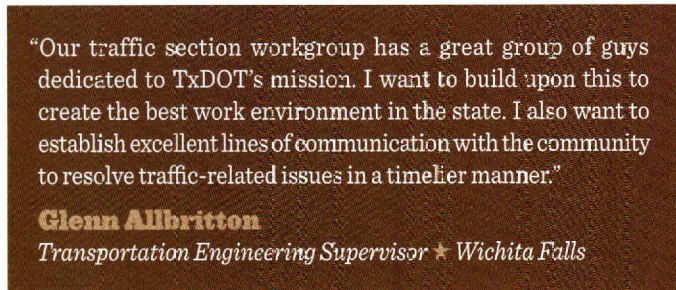 “Our traffic section workgroup has a great group of guys
dedicated to TxDOT’s mission. I want to build upon this to
create the best work environment in the state. I also want to
establish excellent lines of communication with the community
to resolve traffic-related issues in a timelier manner.”
Glenn Allbritton
Transportation Engineering Supervisor ★ Wichita Falls